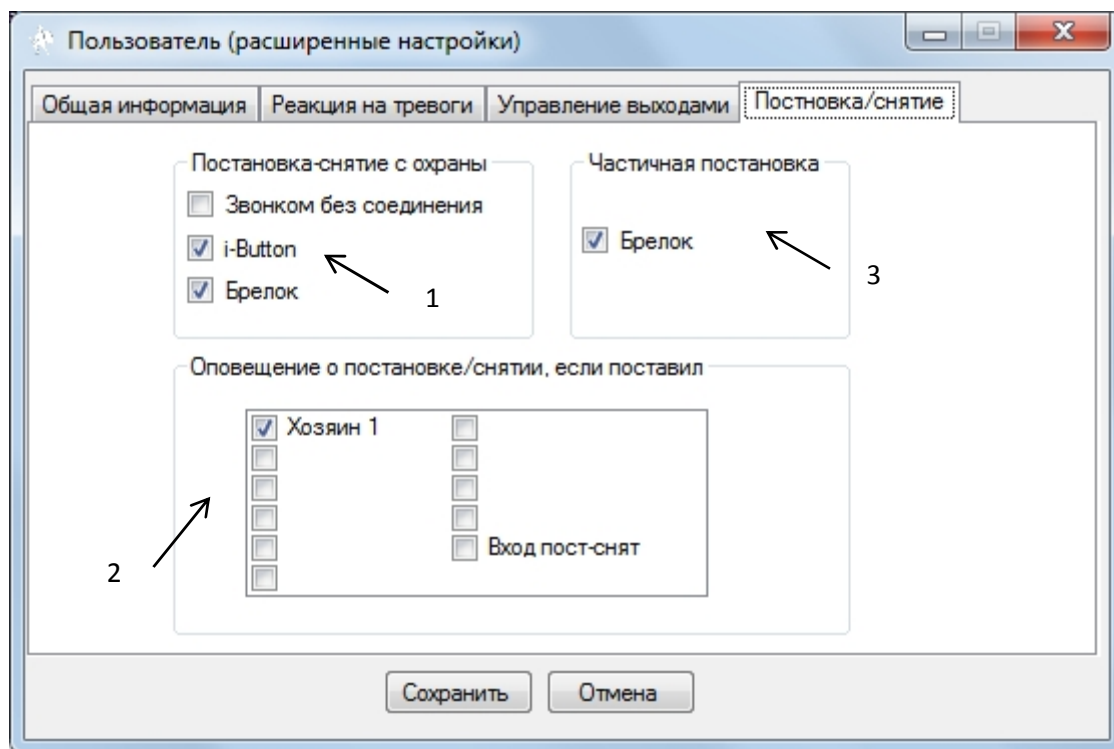 Пользователь (расширенные настройки)
Общая информация Реакция на тревоги Управление выходами Постновка/снятие
Постановка-снятие с охраны
Звонком без соединения
i-Button
Брелок
1
Частичная постановка
Брелок
3
Оповещение о постановке/снятии, если поставил
Хозяин 1
Вход пост-снят
2
Сохранить Отмена